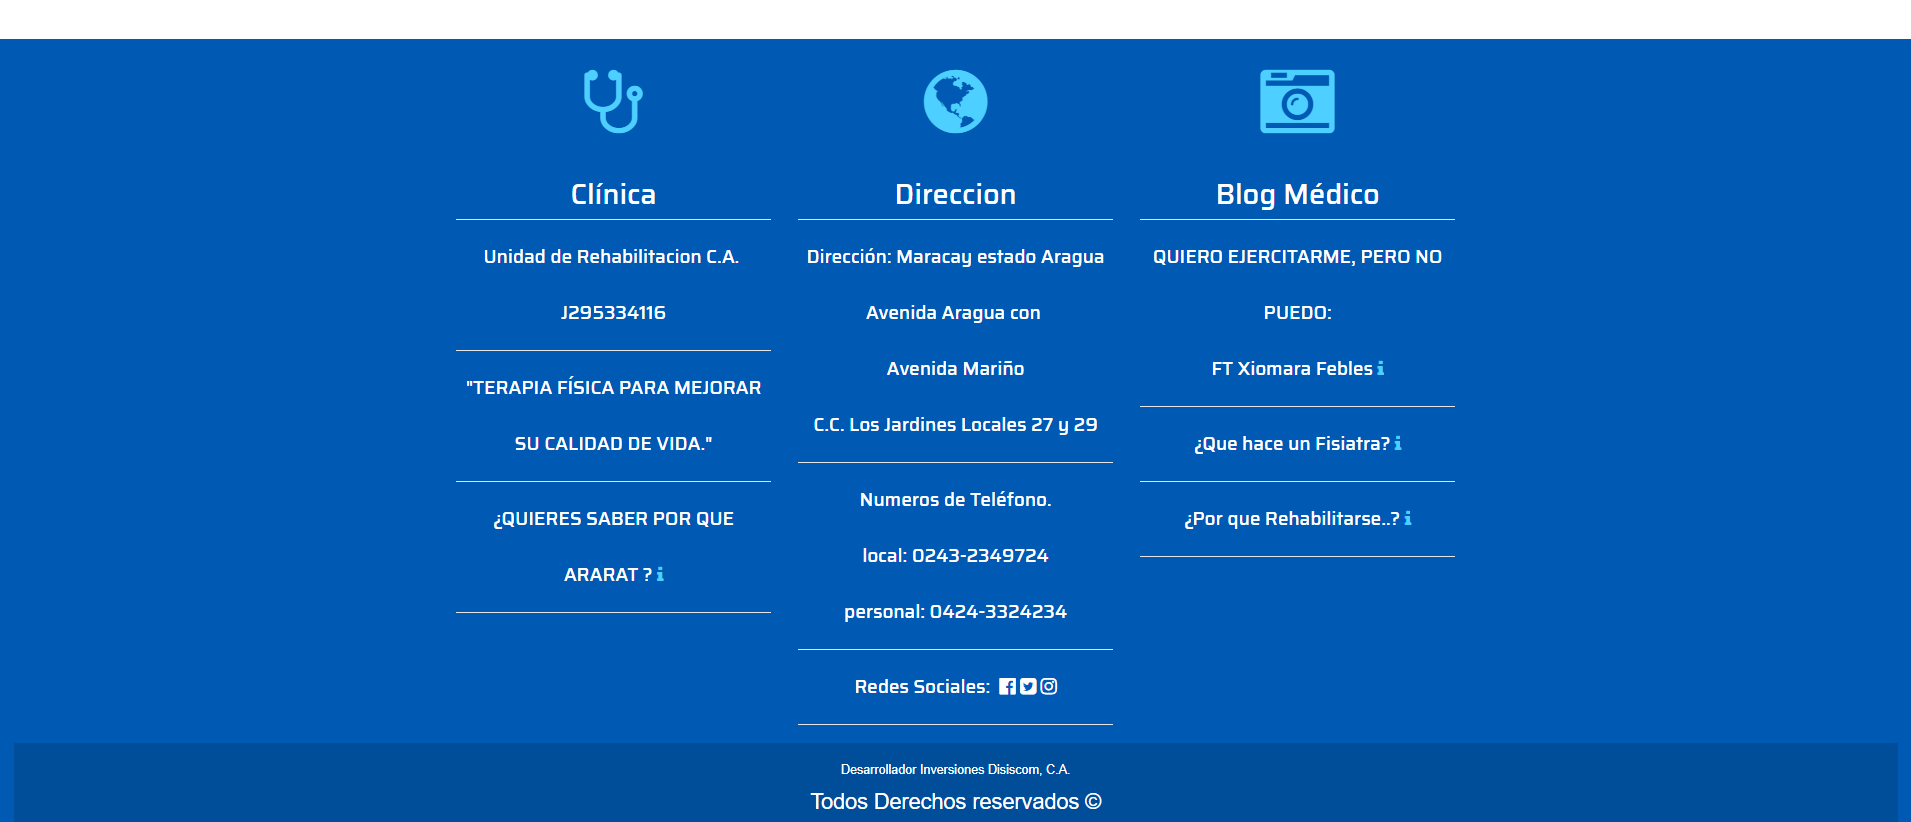 Clínica
Unidad de Rehabilitacion C.A.
J295334116
"TERAPIA FÍSICA PARA MEJORAR
SU CALIDAD DE VIDA."
¿QUIERES SABER POR QUE
ARARAT ?
Direccion
Dirección: Maracay estado Aragua
Avenida Aragua con
Avenida Mariño
C.C. Los Jardines Locales 27 y 29
Numeros de Teléfono.
local: 0243-2349724
personal: 0424-3324234
Redes Sociales:
Blog Médico
QUIERO EJERCITARME, PERO NO
PUEDO:
FT Xiomara Febles
¿Que hace un Fisiatra?
¿Por que Rehabilitarse..?
Desarrollador Inversiones Disiscom, C.A.
Todos Derechos reservados ©